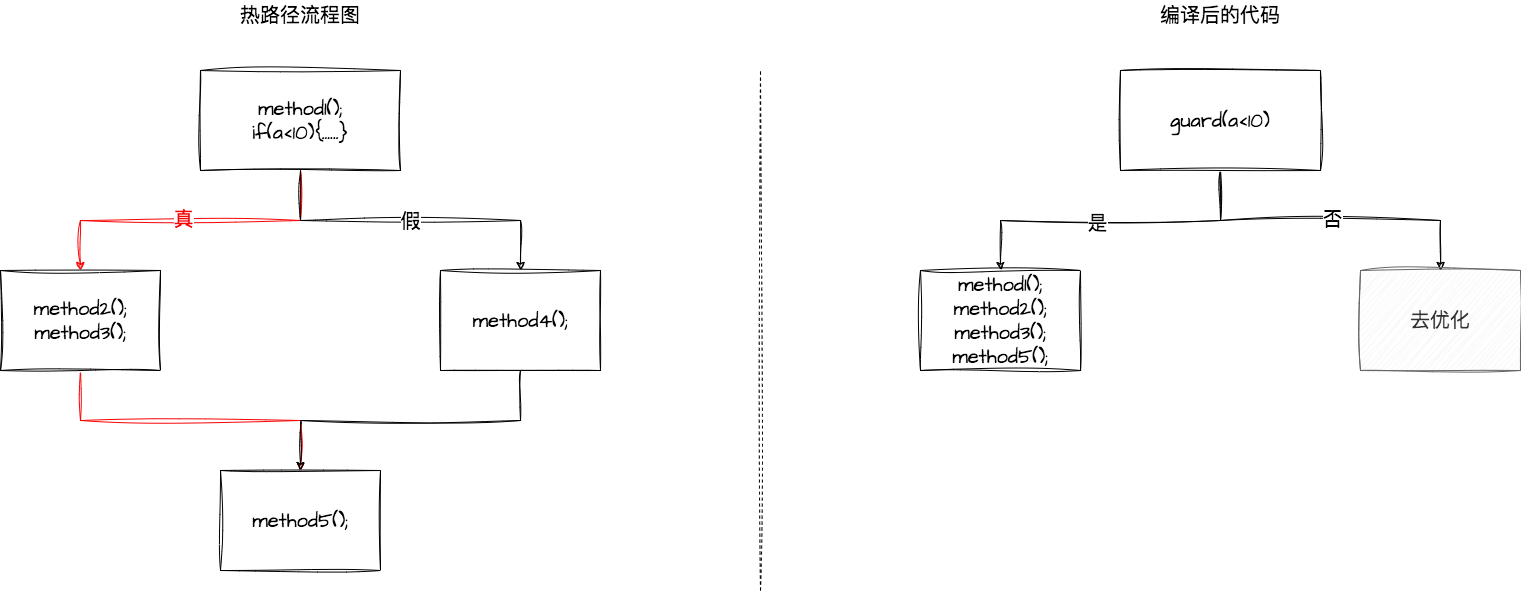 热路径流程图
method1();
if(a<10){......}
真
假
method2();
method3();
method4();
method5();
编译后的代码
guard(a<10)
是
否
method1();
method2();
method3();
method5();
去优化